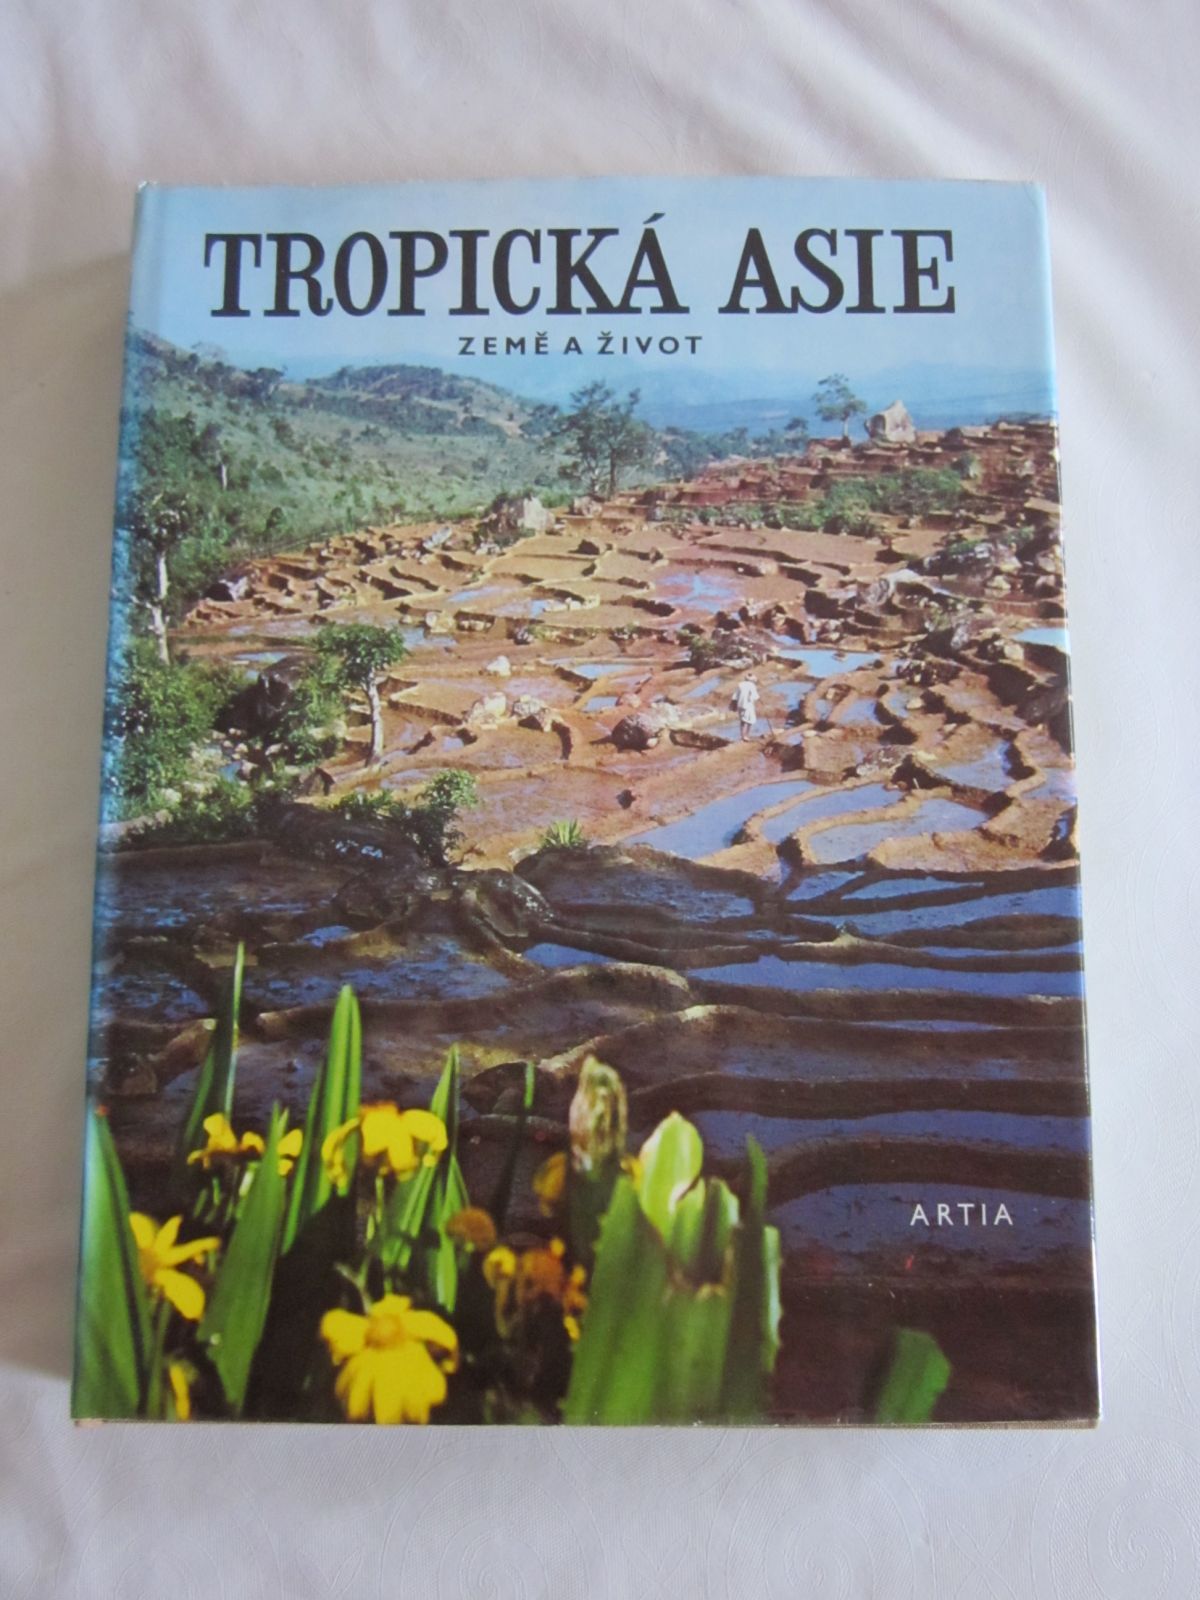 TROPICKÁ ASIE
ZEMĚ A ŽIVOT
ARTIA